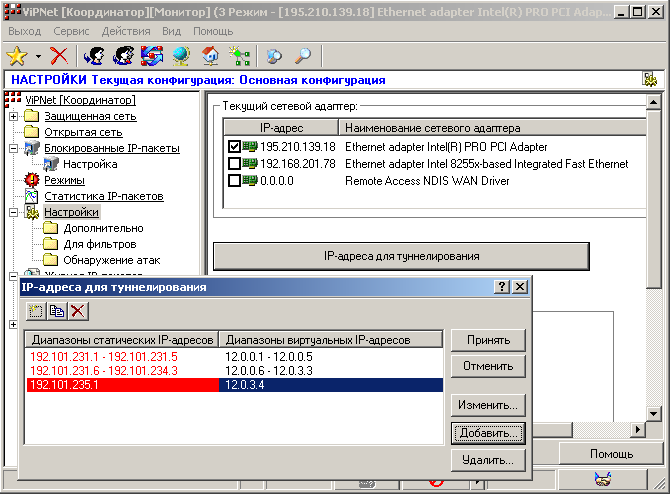 ViPNet [Координатор][Монитор] (3 Режим - [195.210.139.18] Ethernet adapter Intel(R) PRO PCI Adap...
Выход Сервис Действия Вид Помощь
НАСТРОЙКИ Текущая конфигурация: Основная конфигурация
ViPNet [Координатор]
Защищенная сеть
Открытая сеть
Блокированные IP-пакеты
Настройка
Режимы
Статистика IP-пакетов
Настройки
Дополнительно
Для фильтров
Обнаружение атак
Журнал IP-пакетов
Текущий сетевой адаптер:
IP-адрес Наименование сетевого адаптера
195.210.139.18 Ethernet adapter Intel(R) PRO PCI Adapter
192.168.201.78 Ethernet adapter Intel 8255x-based Integrated Fast Ethernet
0.0.0.0 Remote Access NDIS WAN Driver
IP-адреса для туннелирования
IP-адреса для туннелирования
Диапазоны статических IP-адресов Диапазоны виртуальных IP-адресов
192.101.231.1 - 192.101.231.5 12.0.0.1 - 12.0.0.5
192.101.231.6 - 192.101.234.3 12.0.0.6 - 12.0.3.3
192.101.235.1 12.0.3.4
Принять
Отменить
Изменить...
Добавить...
Удалить...
Помощь